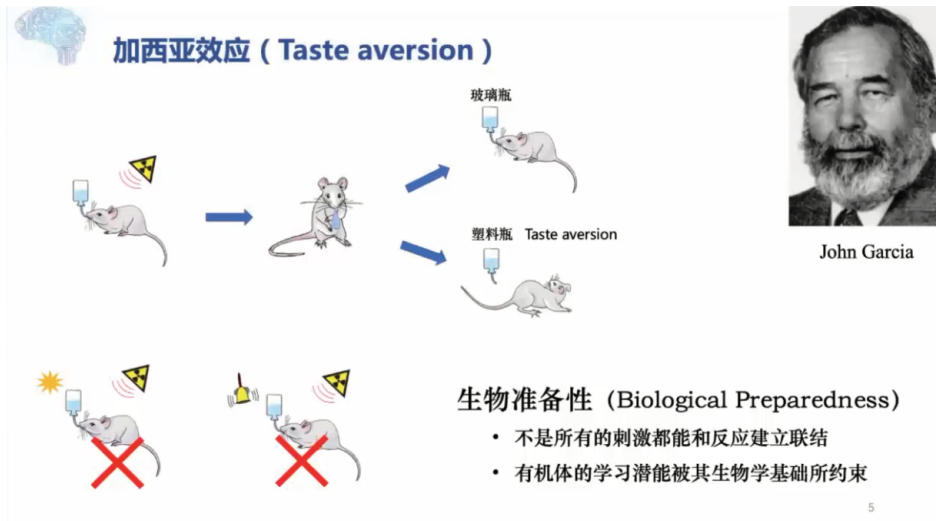 加西亚效应（Taste aversion）
玻璃瓶
塑料瓶 Taste aversion
John Garcia
生物准备性（Biological Preparedness）
• 不是所有的刺激都能和反应建立联结
• 有机体的学习潜能被其生物学基础所约束
5